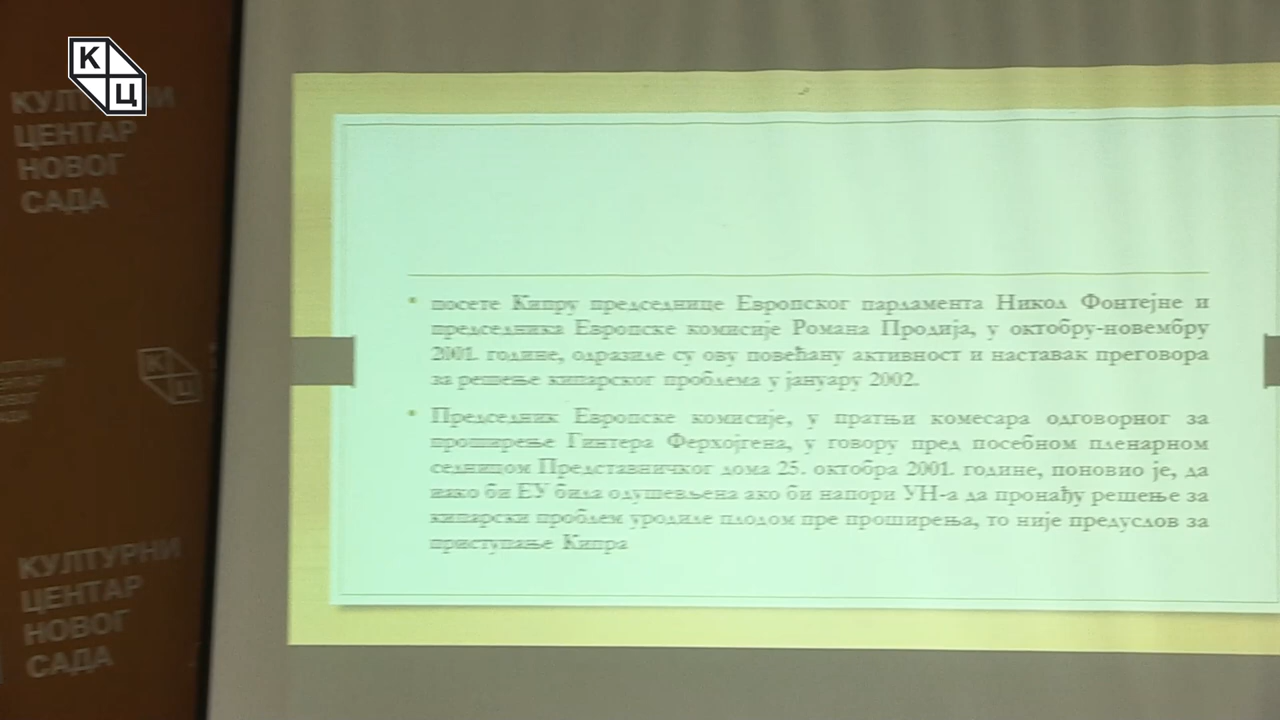 К
Ц
КУЛТУРНИ
ЦЕНТАР
НОВОГ
САДА
К
Ц
КУЛТУРНИ
ЦЕНТАР
НОВОГ
САДА
• посете Кипру председнице Европског парламента Никол Фонтејне и
председника Европске комисије Романа Продија, у октобру-новембру
2001. године, одразиле су ову повећану активност и наставак преговора
за решење кипарског проблема у јануару 2002.
• Председник Европске комисије, у пратњи комесара одговорног за
проширење Гинтера Ферхојгена, у говору пред посебном пленарном
седницом Представничког дома 25. октобра 2001. године, поновио је, да
иако би ЕУ била одушевљена ако би напори УН-а да пронађу решење за
кипарски проблем уродиле плодом пре проширења, то није предуслов за
приступање Кипра